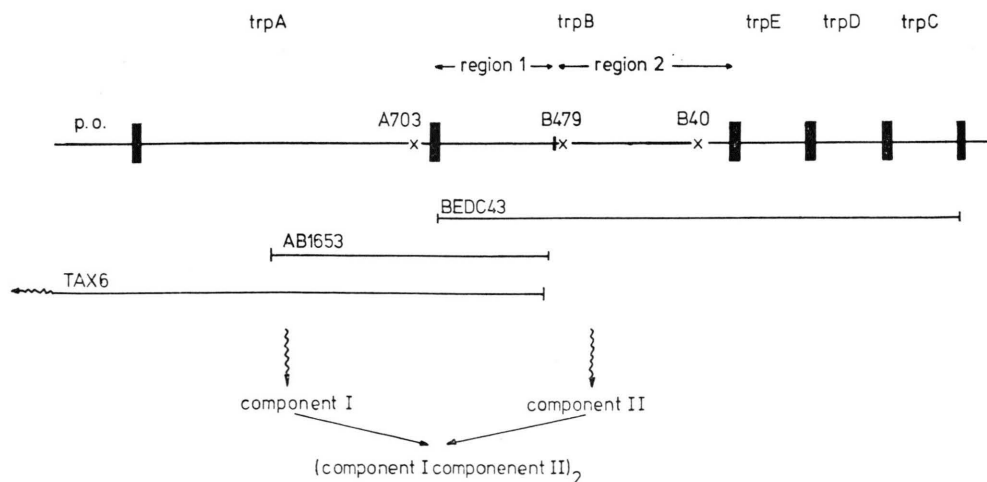 trpA trpB trpE trpD trpC
region 1 region 2
p. o. A703 B479 B40
x x x
BEDC43
AB1653
TAX6
component I component II
(component I componenent II)2